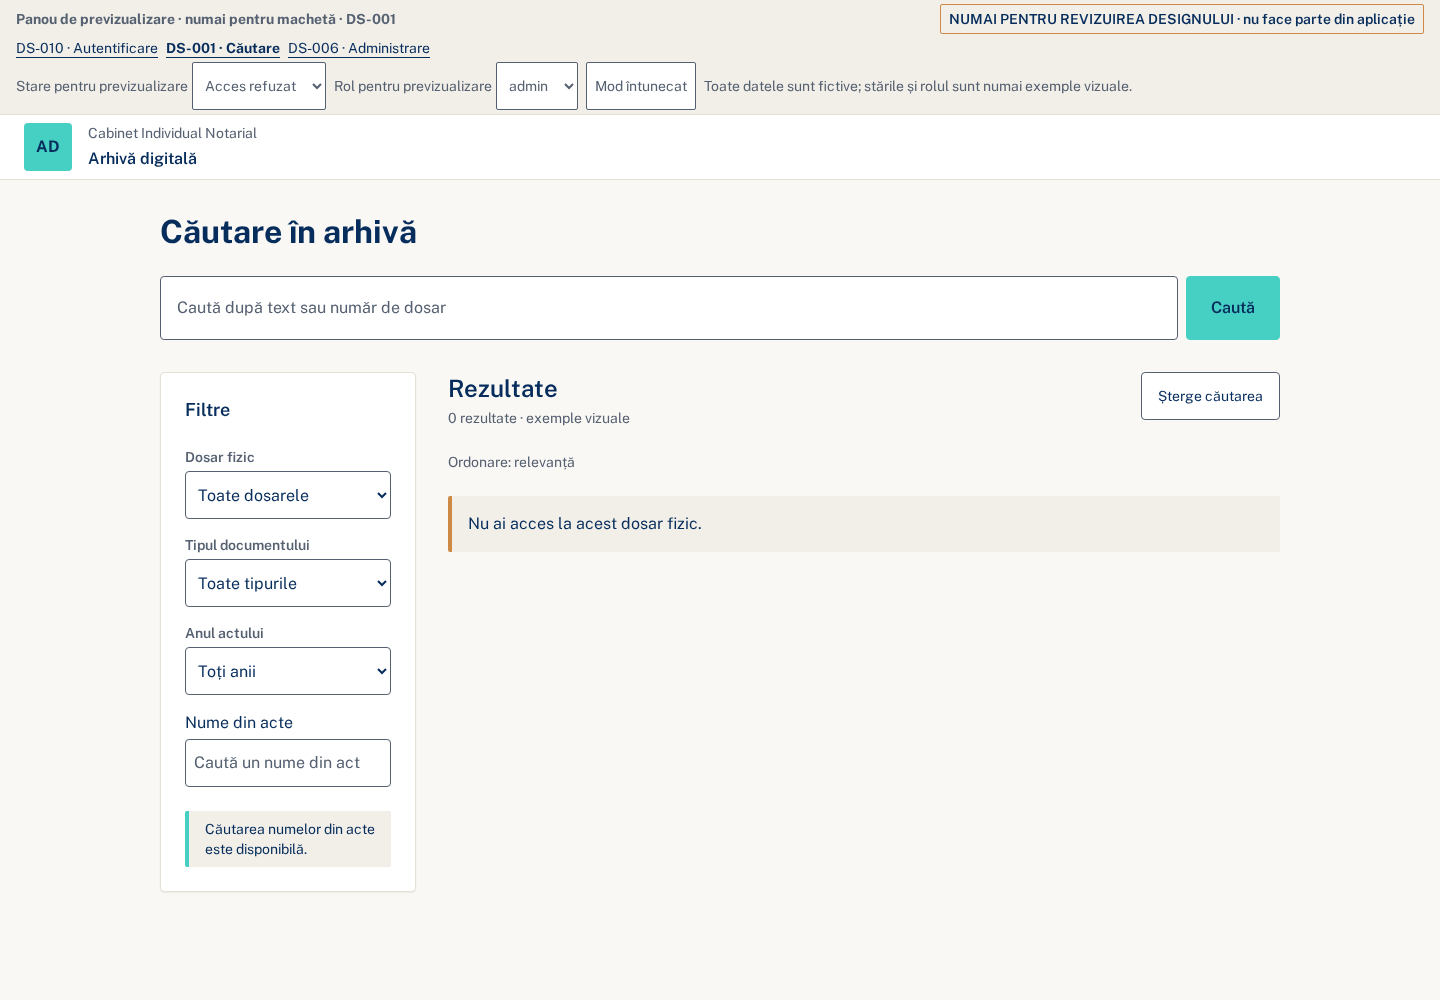 Panou de previzualizare · numai pentru machetă · DS-001
NUMAI PENTRU REVIZUIREA DESIGNULUI · nu face parte din aplicație
DS-010 · Autentificare DS-001 · Căutare DS-006 · Administrare
Stare pentru previzualizare Acces refuzat Rol pentru previzualizare admin Mod întunecat Toate datele sunt fictive; stările și rolul sunt numai exemple vizuale.
AD
Cabinet Individual Notarial
Arhivă digitală
Căutare în arhivă
Caută după text sau număr de dosar
Caută
Filtre
Dosar fizic
Toate dosarele
Tipul documentului
Toate tipurile
Anul actului
Toți anii
Nume din acte
Caută un nume din act
Căutarea numelor din acte
este disponibilă.
Rezultate
0 rezultate · exemple vizuale
Șterge căutarea
Ordonare: relevanță
Nu ai acces la acest dosar fizic.